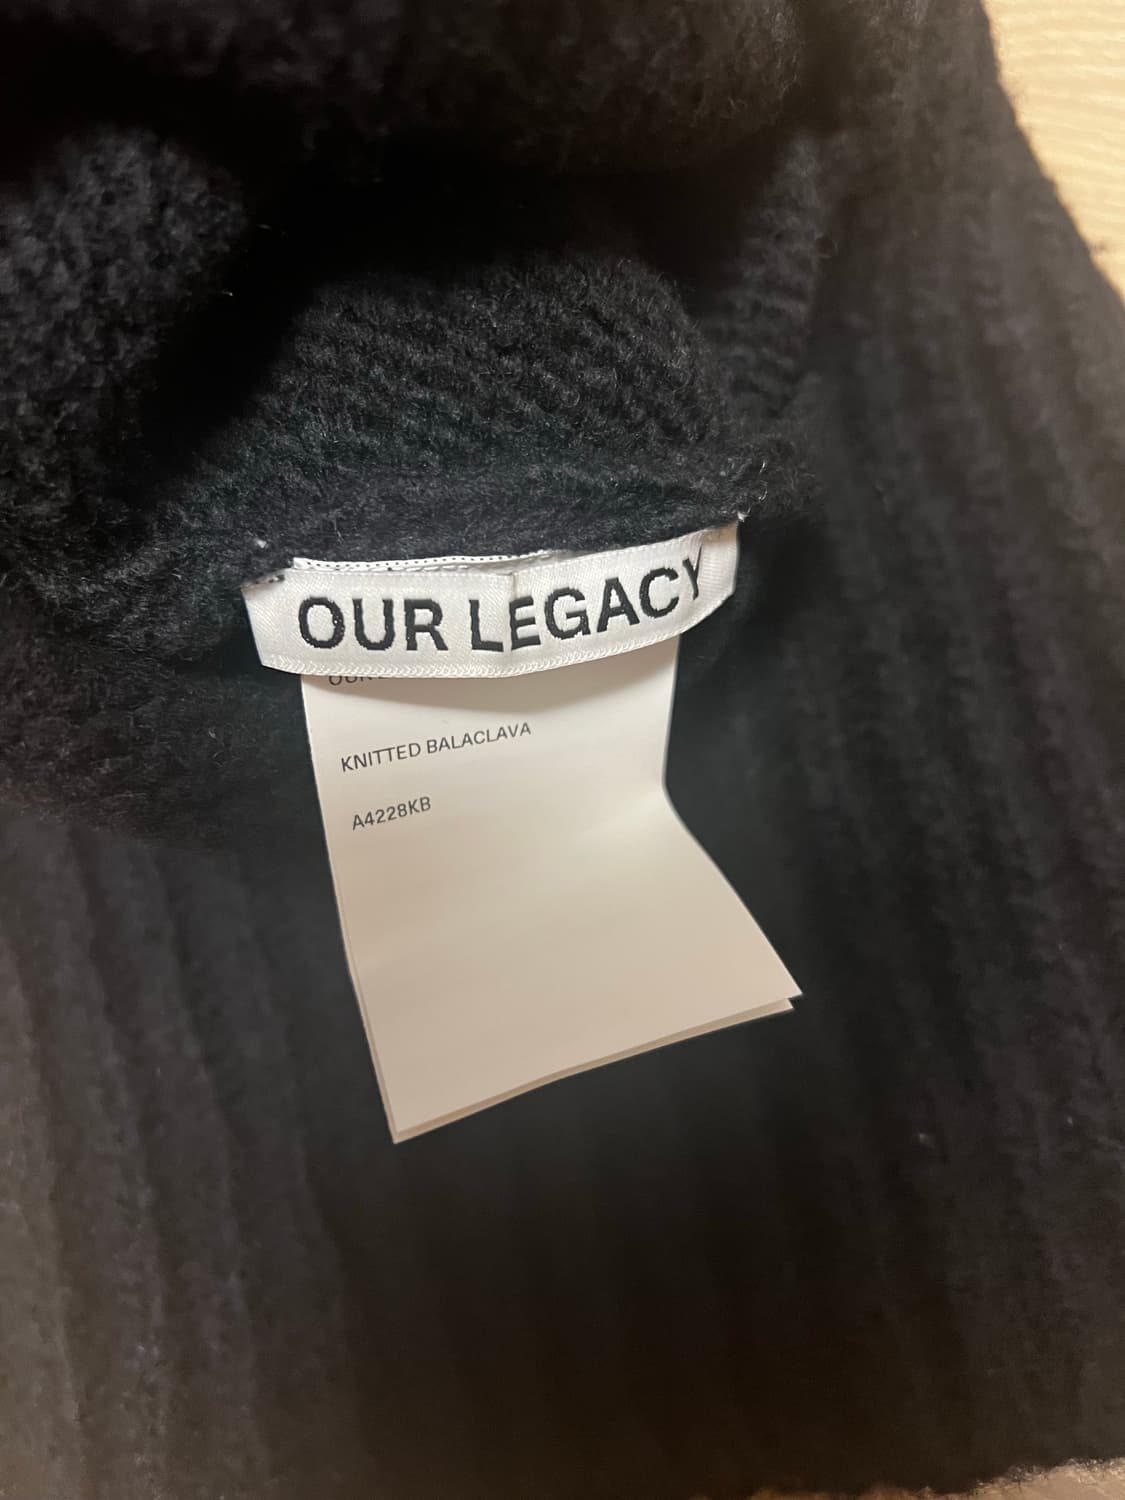 OUR LEGACY
KNITTED BALACLAVA
A4228KB